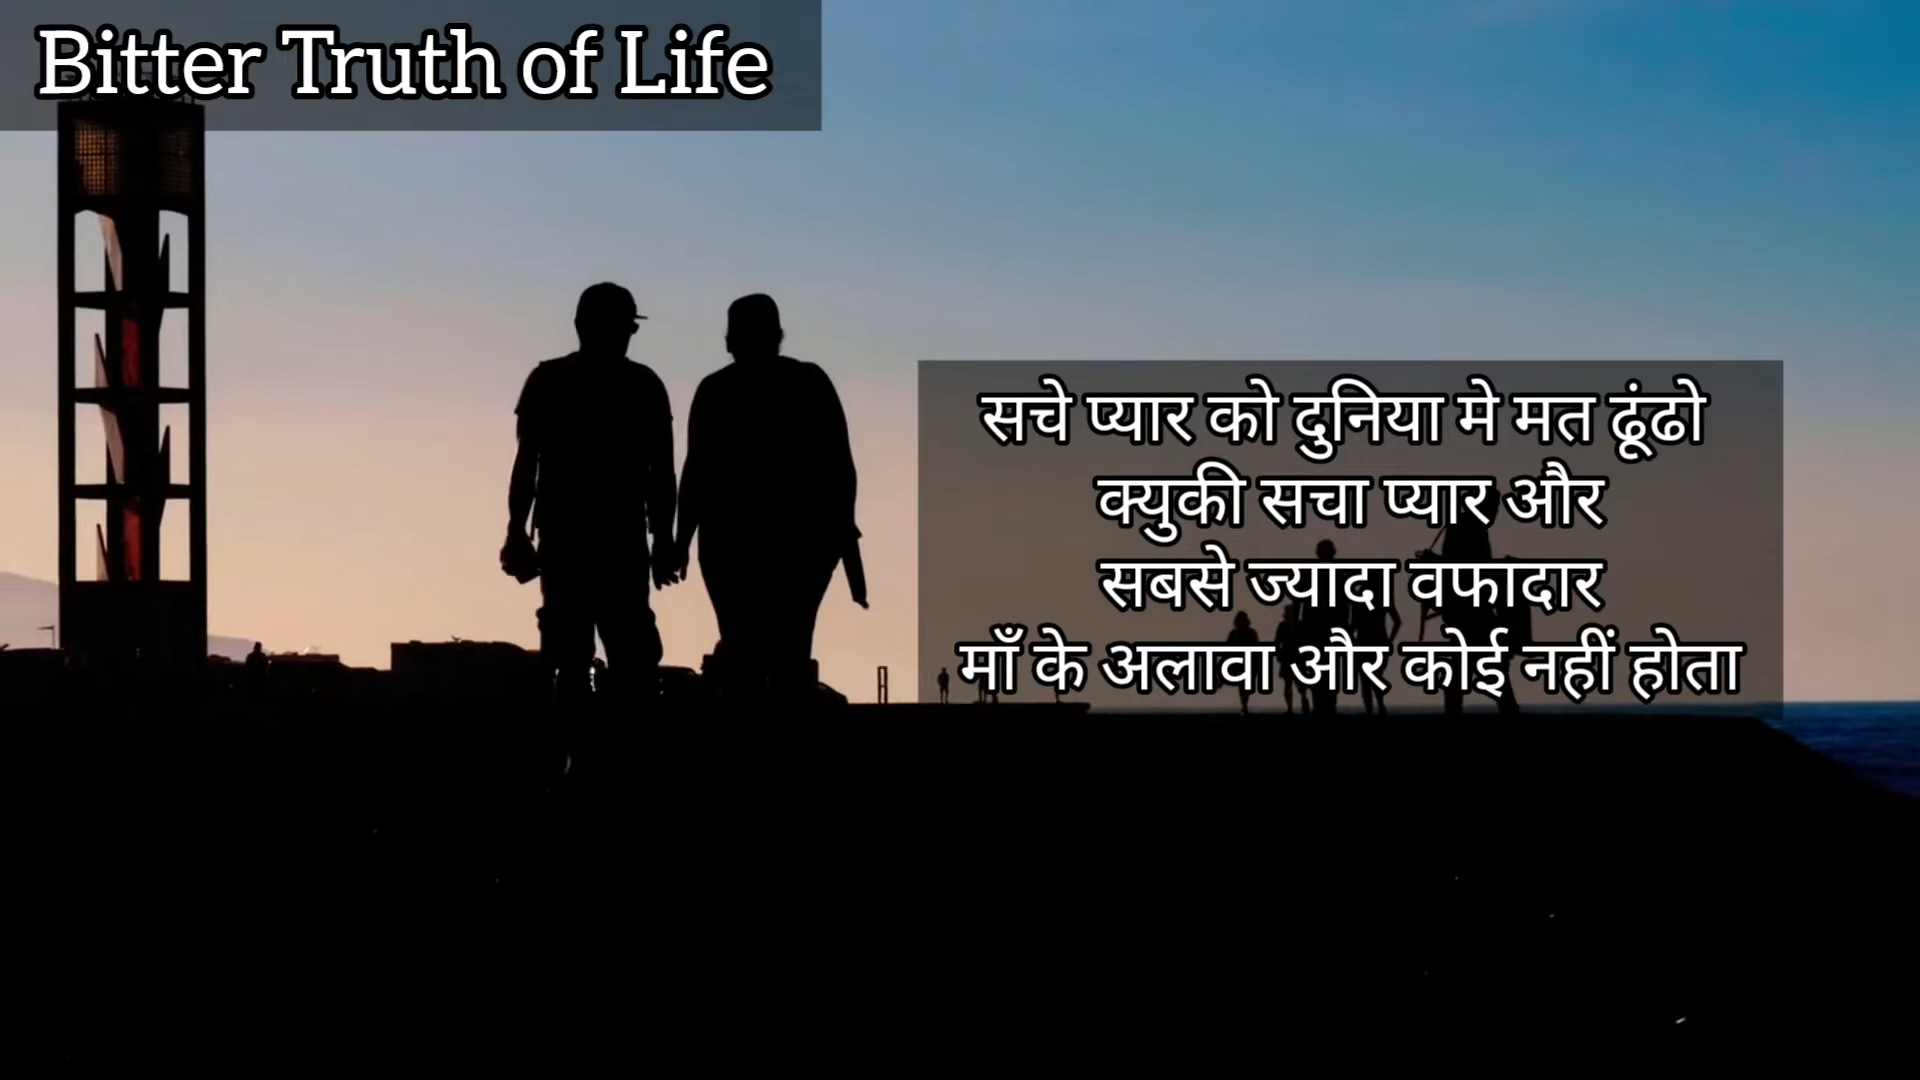 Bitter Truth of Life
सचे प्यार को दुनिया मे मत ढूंढो
क्युकी सचा प्यार और
सबसे ज्यादा वफादार
माँ के अलावा और कोई नहीं होता